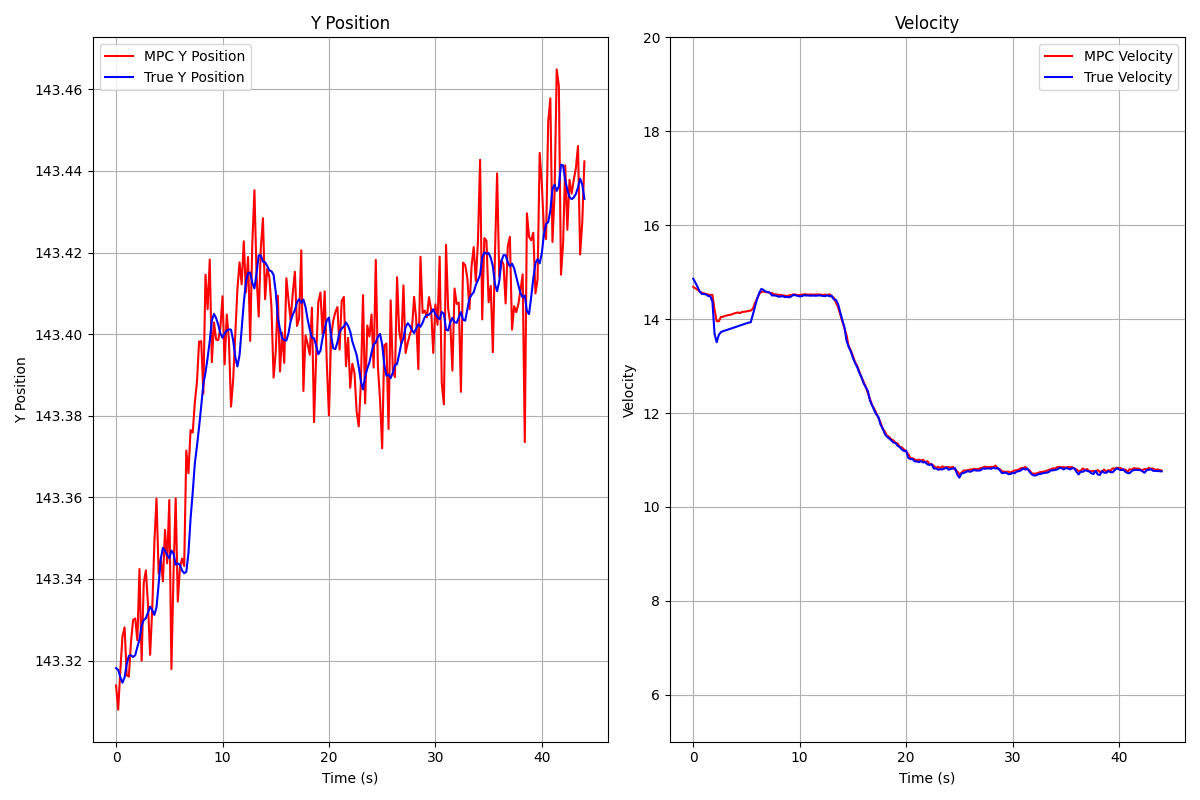 Y Position
MPC Y Position
True Y Position
143.46
143.44
143.42
143.40
143.38
143.36
143.34
143.32
Y Position
0
10
20
30
40
Time (s)
Velocity
MPC Velocity
True Velocity
20
18
16
14
12
10
8
6
Velocity
0
10
20
30
40
Time (s)